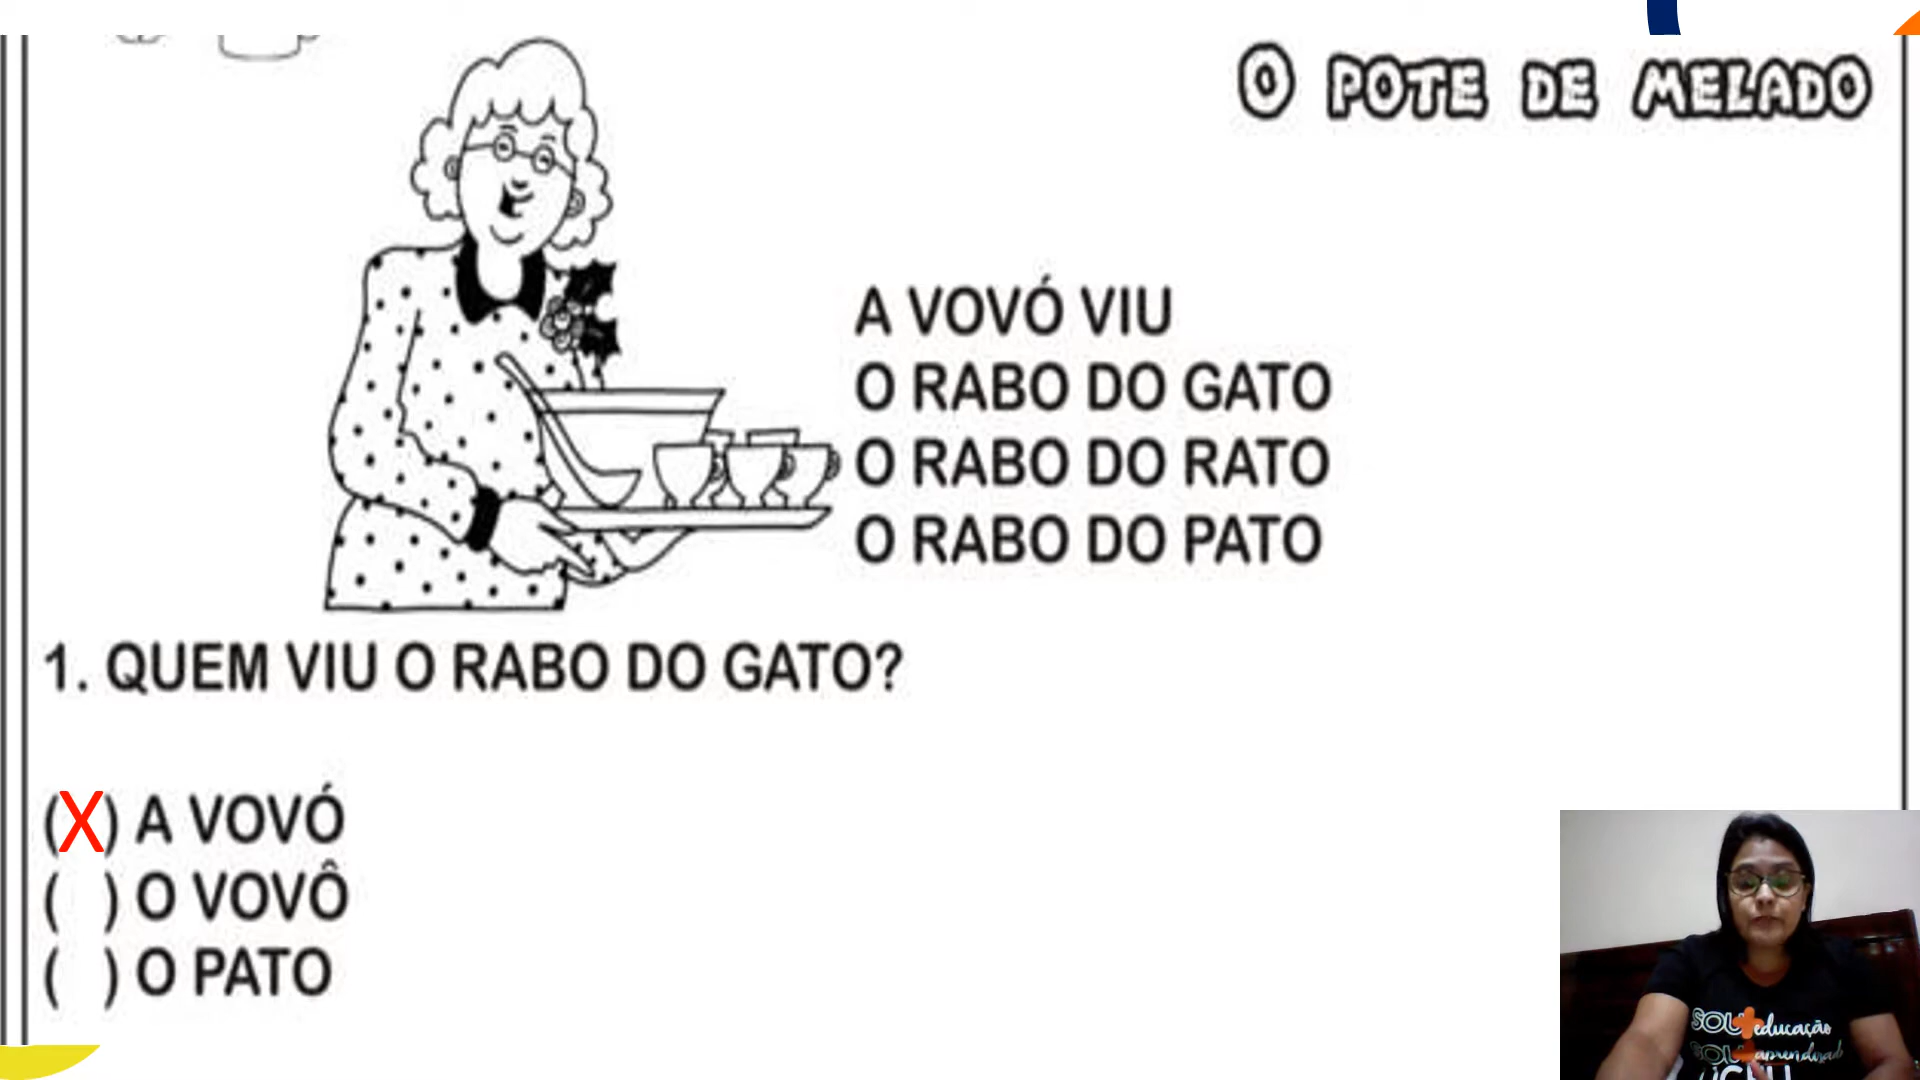 O POTE DE MELADO
A VOVÓ VIU
O RABO DO GATO
O RABO DO RATO
O RABO DO PATO
1. QUEM VIU O RABO DO GATO?
(X) A VOVÓ
( ) O VOVÔ
( ) O PATO
SOU educação
SOU